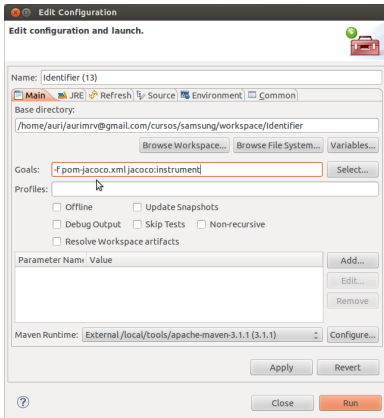 Edit Configuration
Edit configuration and launch.
Name: Identifier (13)
Main JRE Refresh Source Environment Common
Base directory:
/home/auri/aurimrv@gmail.com/cursos/samsung/workspace/Identifier
Browse Workspace... Browse File System... Variables...
Goals: -f pom-jacoco.xml jacoco:instrument Select...
Profiles:
Offline Update Snapshots
Debug Output Skip Tests Non-recursive
Resolve Workspace artifacts
Parameter Name Value Add...
Edit...
Remove
Maven Runtime: External /local/tools/apache-maven-3.1.1 (3.1.1) Configure...
Apply Revert
? Close Run